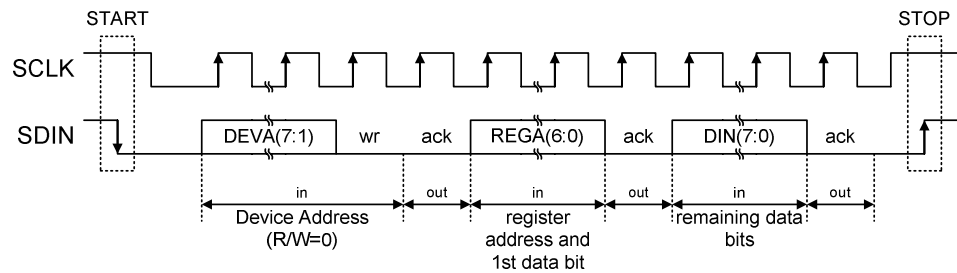 START STOP
SCLK
SDIN DEVA(7:1) wr ack REGA(6:0) ack DIN(7:0) ack
in out in out in out
Device Address register remaining data
(R/W=0) address and bits
1st data bit